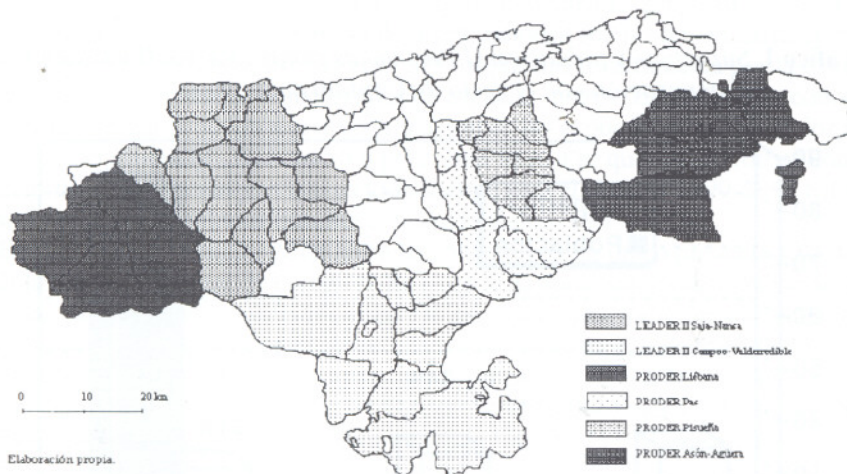 LEADER II Saja-Nansa
LEADER II Campoo-Valderredible
PRODER Liébana
PRODER Pas
PRODER Pisueña
PRODER Asón-Agüera
0 10 20 km
Elaboración propia.